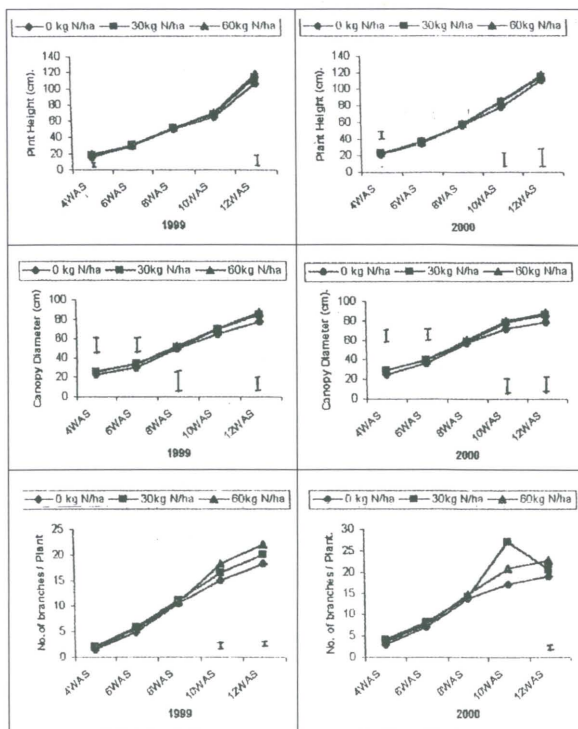 0 kg N/ha 30kg N/ha 60kg N/ha
140
120
100
80
60
40
20
0
Plnt Height (cm).
4WAS 6WAS 8WAS 10WAS 12WAS
1999
0 kg N/ha 30kg N/ha 60kg N/ha
140
120
100
80
60
40
20
0
Plant Height (cm).
4WAS 6WAS 8WAS 10WAS 12WAS
2000
0 kg N/ha 30kg N/ha 60kg N/ha
100
80
60
40
20
0
Canopy Diameter (cm)
4WAS 6WAS 8WAS 10WAS 12WAS
1999
0 kg N/ha 30kg N/ha 60kg N/ha
100
80
60
40
20
0
Canopy Diameter (cm)
4WAS 6WAS 8WAS 10WAS 12WAS
2000
0 kg N/ha 30kg N/ha 60kg N/ha
25
20
15
10
5
0
No. of branches / Plant
4WAS 6WAS 8WAS 10WAS 12WAS
1999
0 kg N/ha 30kg N/ha 60kg N/ha
30
25
20
15
10
5
0
No. of branches / Plant.
4WAS 6WAS 8WAS 10WAS 12WAS
2000